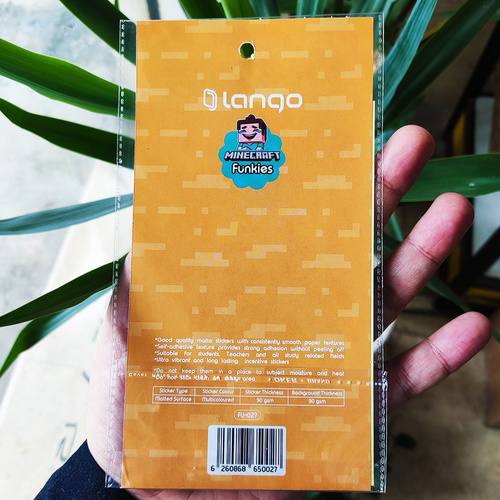 Lango
MINECRAFT
Funkies
*Good quality matte stickers with consistently smooth paper textures
*Self-adhesive texture provides strong adhesion without peeling off
*Suitable for students, Teachers and all study related fields
*Ultra vibrant and long lasting incentive stickers
*Do not keep them in a place to subject moisture and heat
Sticker Type Sticker Colour Sticker Thickness Background Thickness
Matted Surface Multicoloured 50 gsm 90 gsm
FU-027
6 260868 650027